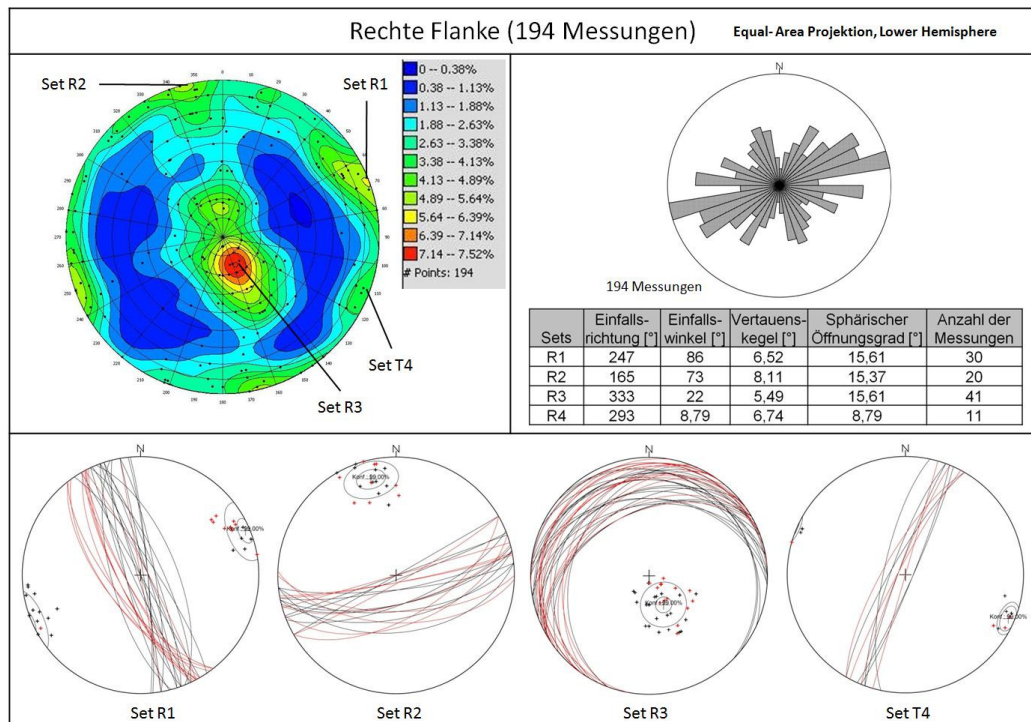 Rechte Flanke (194 Messungen)
Equal- Area Projektion, Lower Hemisphere
Set R2
Set R1
0 -- 0.38%
0.38 -- 1.13%
1.13 -- 1.88%
1.88 -- 2.63%
2.63 -- 3.38%
3.38 -- 4.13%
4.13 -- 4.89%
4.89 -- 5.64%
5.64 -- 6.39%
6.39 -- 7.14%
7.14 -- 7.52%
# Points: 194
Set T4
Set R3
N
194 Messungen
Sets Einfalls-richtung [°] Einfalls-winkel [°] Vertauens-kegel [°] Sphärischer Öffnungsgrad [°] Anzahl der Messungen
R1 247 86 6,52 15,61 30
R2 165 73 8,11 15,37 20
R3 333 22 5,49 15,61 41
R4 293 8,79 6,74 8,79 11
N
N
N
N
Set R1
Set R2
Set R3
Set T4